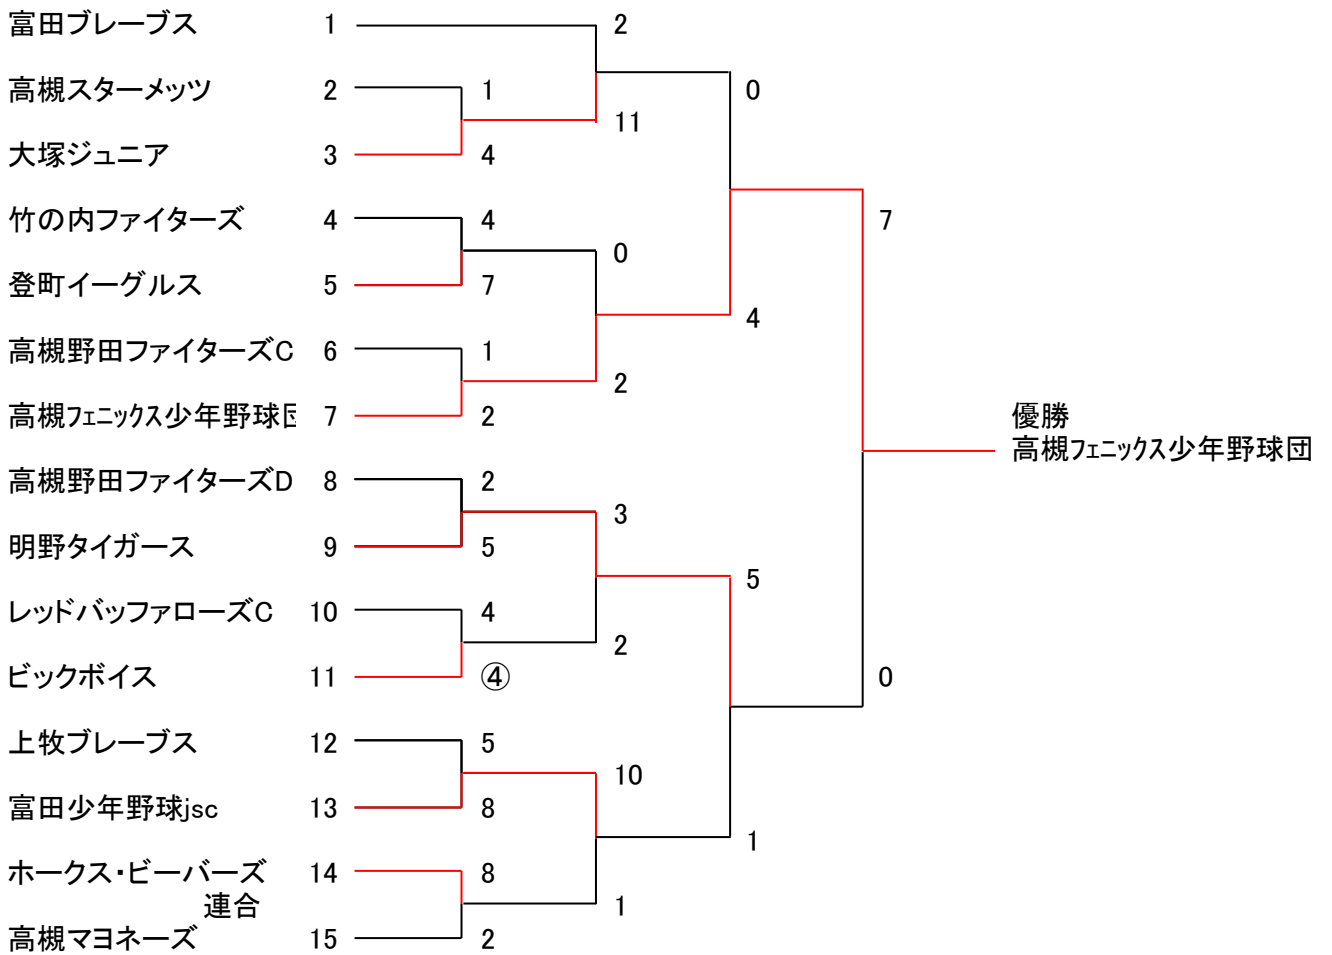 富田ブレーブス 1 2
高槻スターメッツ 2 1 0
11
大塚ジュニア 3 4
竹の内ファイターズ 4 4 7
0
登町イーグルス 5 7
4
高槻野田ファイターズC 6 1
2
高槻フェニックス少年野球団 7 2
優勝
高槻フェニックス少年野球団
高槻野田ファイターズD 8 2
3
明野タイガース 9 5
5
レッドバッファローズC 10 4
2
ビックボイス 11 ④ 0
上牧ブレーブス 12 5
10
富田少年野球jsc 13 8
1
ホークス・ビーバーズ 14 8
連合 1
高槻マヨネーズ 15 2